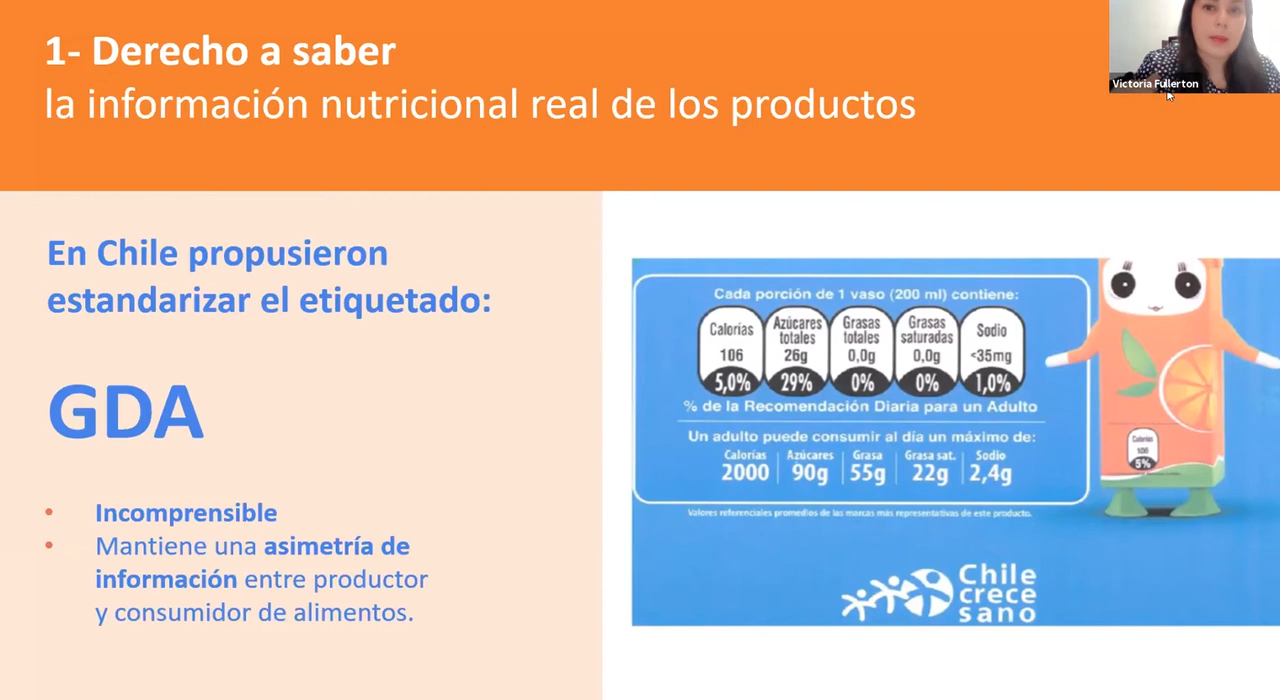 1- Derecho a saber
la información nutricional real de los productos
Victoria Fullerton
En Chile propusieron
estandarizar el etiquetado:
GDA
• Incomprensible
• Mantiene una asimetría de
información entre productor
y consumidor de alimentos.
Cada porción de 1 vaso (200 ml) contiene:
Calorías Azúcares totales Grasas totales Grasas saturadas Sodio
106 26g 0,0g 0,0g <35mg
5,0% 29% 0% 0% 1,0%
% de la Recomendación Diaria para un Adulto
Un adulto puede consumir al día un máximo de:
Calorías Azúcares Grasa Grasa sat. Sodio
2000 90g 55g 22g 2,4g
Valores referenciales promedios de las marcas más representativas de este producto.
Calorías
106
5%
Chile
crece
sano